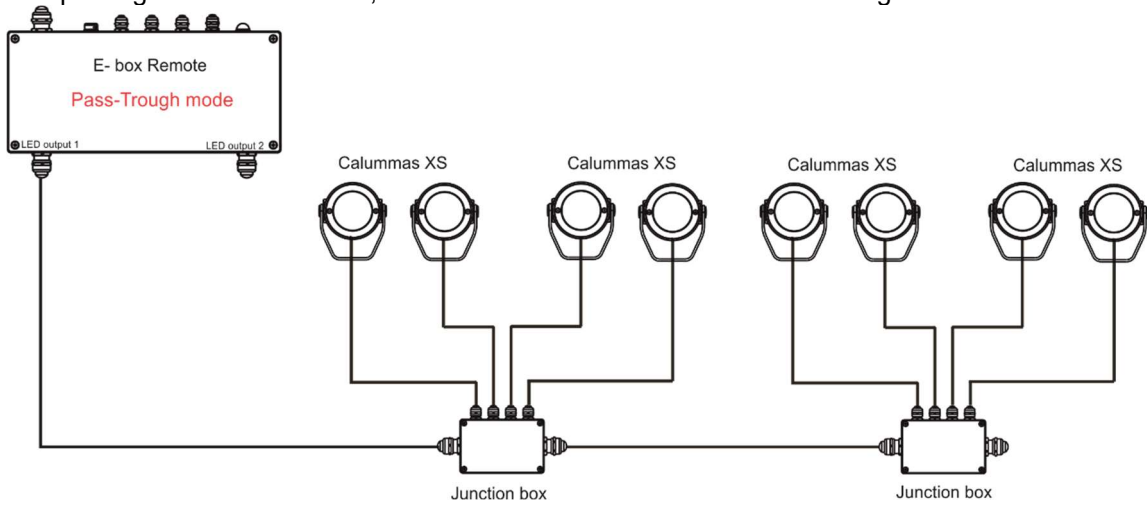 E- box Remote
Pass-Trough mode
LED output 1
LED output 2
Calummas XS
Calummas XS
Calummas XS
Calummas XS
Junction box
Junction box